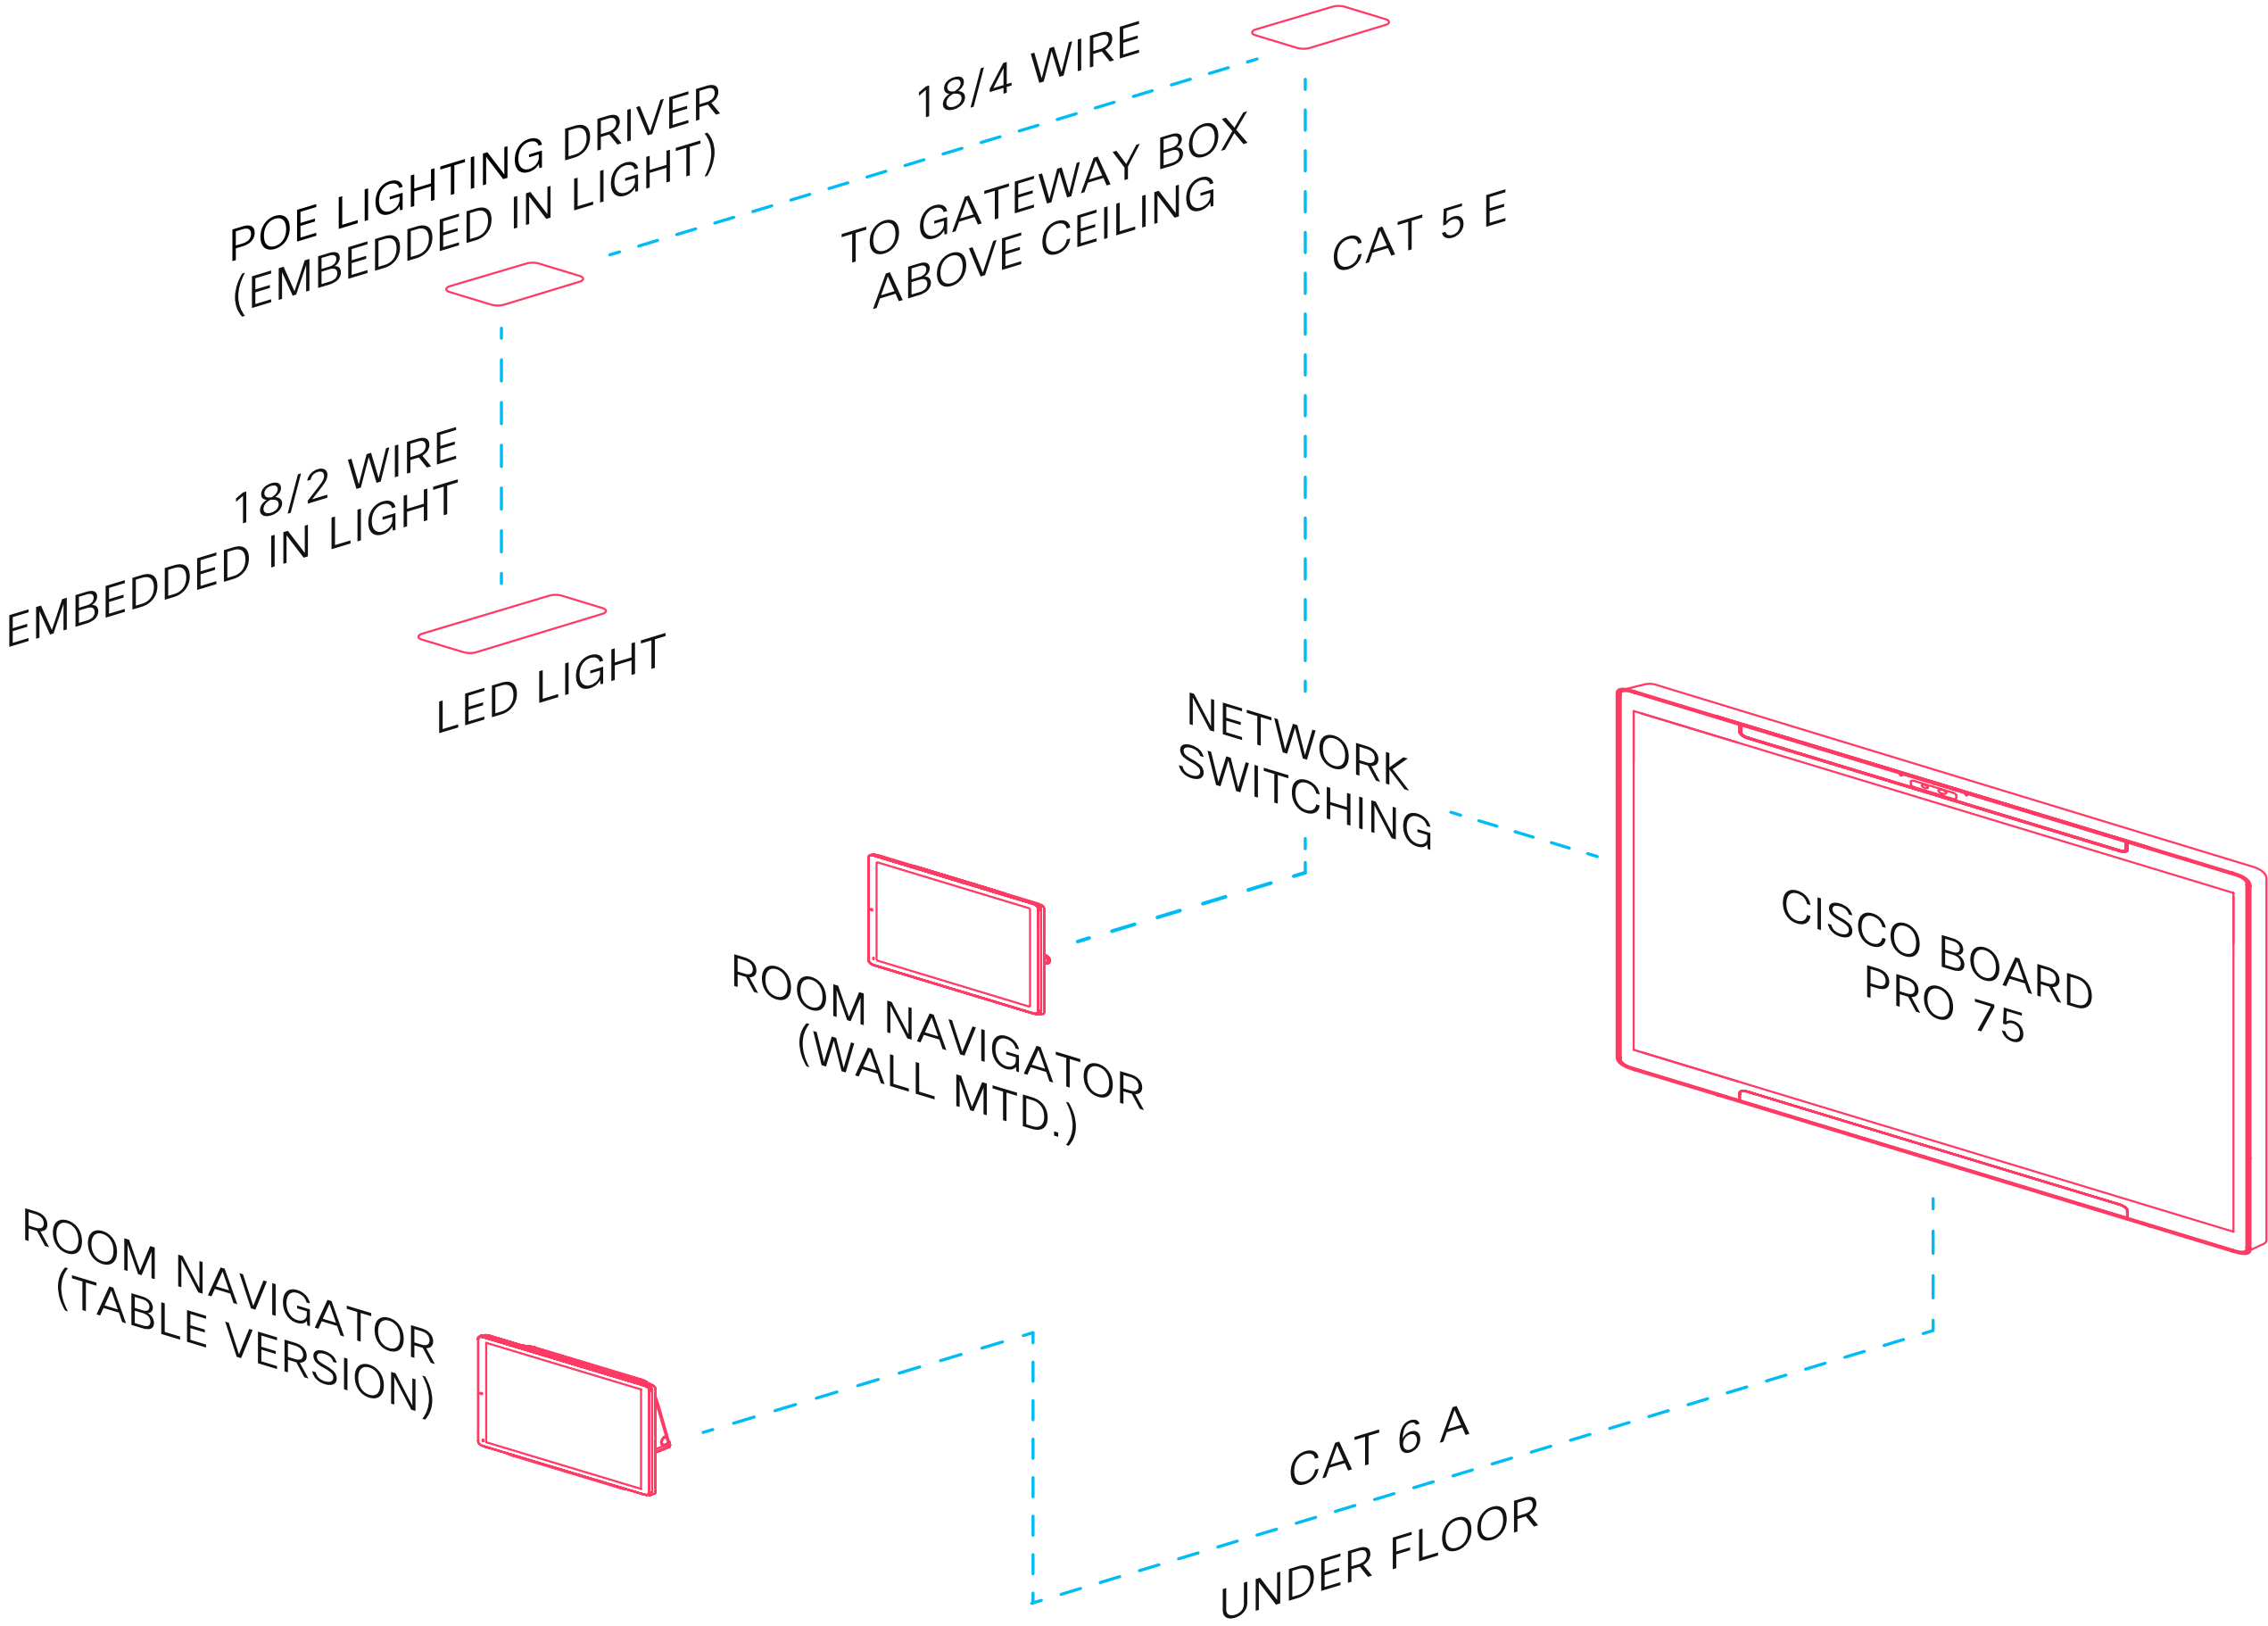 18/4 WIRE
TO GATEWAY BOX
ABOVE CEILING
POE LIGHTING DRIVER
(EMBEDDED IN LIGHT)
CAT 5 E
18/2 WIRE
EMBEDDED IN LIGHT
LED LIGHT
NETWORK
SWITCHING
CISCO BOARD
PRO 75
ROOM NAVIGATOR
(WALL MTD.)
ROOM NAVIGATOR
(TABLE VERSION)
CAT 6 A
UNDER FLOOR